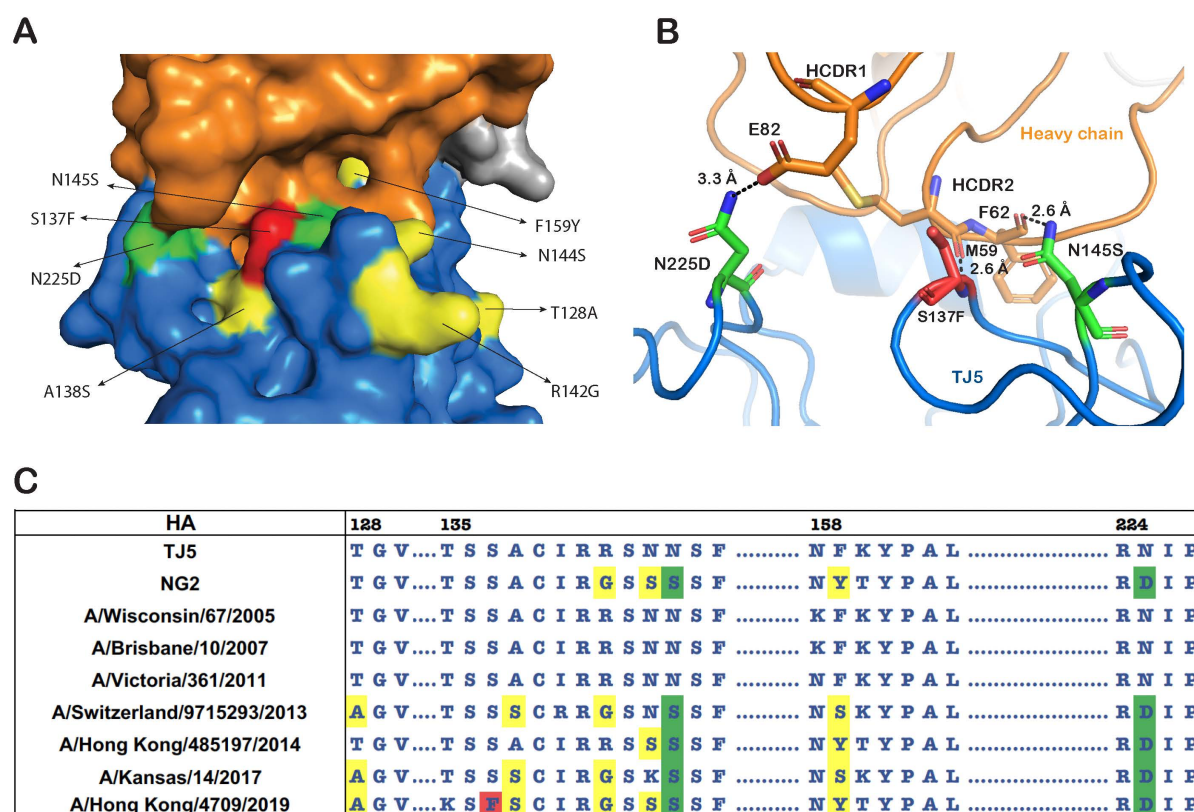 A
N145S
S137F
N225D
A138S
F159Y
N144S
T128A
R142G
B
HCDR1
E82
3.3 Å
Heavy chain
HCDR2
F62
2.6 Å
N225D
M59
N145S
2.6 Å
S137F
TJ5
C
HA 128 135 158 224
TJ5 T G V.... T S S A C I R R S N N S F .......... N F K Y P A L ...................... R N I P
NG2 T G V.... T S S A C I R G S S S S F .......... N Y T Y P A L ...................... R D I P
A/Wisconsin/67/2005 T G V.... T S S A C I R R S N N S F .......... K F K Y P A L ...................... R N I P
A/Brisbane/10/2007 T G V.... T S S A C I R R S N N S F .......... K F K Y P A L ...................... R N I P
A/Victoria/361/2011 T G V.... T S S A C I R R S N N S F .......... N F K Y P A L ...................... R N I P
A/Switzerland/9715293/2013 A G V.... T S S S C R R G S N S S F .......... N S K Y P A L ...................... R D I P
A/Hong Kong/485197/2014 T G V.... T S S A C I R R S S S S F .......... N Y T Y P A L ...................... R D I P
A/Kansas/14/2017 A G V.... T S S S C I R G S K S S F .......... N S K Y P A L ...................... R D I P
A/Hong Kong/4709/2019 A G V.... K S F S C I R G S S S S F .......... N Y T Y P A L ...................... R D I P